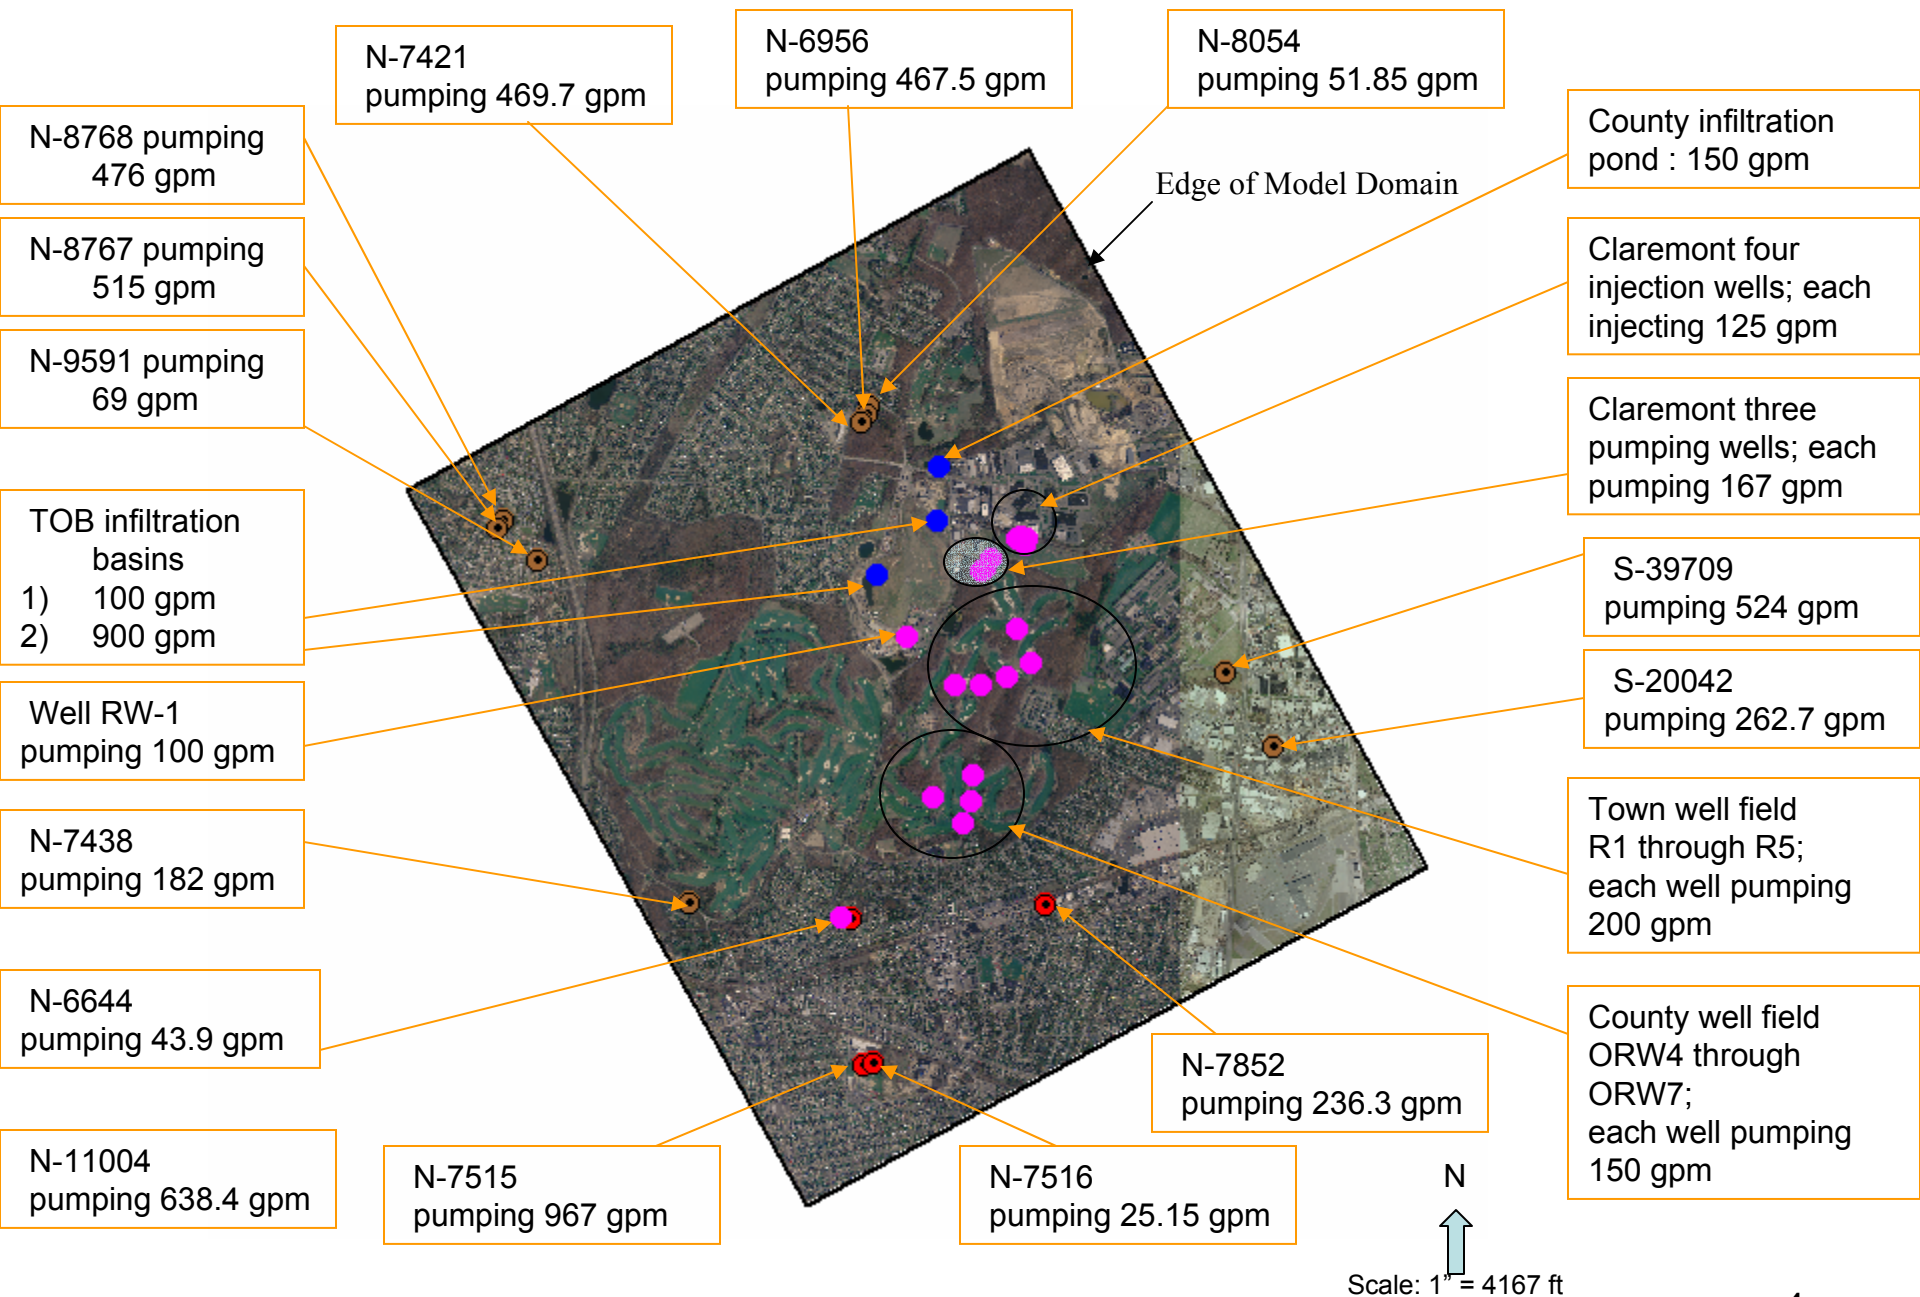 N-7421
pumping 469.7 gpm
N-6956
pumping 467.5 gpm
N-8054
pumping 51.85 gpm
N-8768 pumping
476 gpm
N-8767 pumping
515 gpm
N-9591 pumping
69 gpm
TOB infiltration
basins
1) 100 gpm
2) 900 gpm
Well RW-1
pumping 100 gpm
N-7438
pumping 182 gpm
N-6644
pumping 43.9 gpm
N-11004
pumping 638.4 gpm
N-7515
pumping 967 gpm
N-7516
pumping 25.15 gpm
N-7852
pumping 236.3 gpm
Edge of Model Domain
County infiltration
pond : 150 gpm
Claremont four
injection wells; each
injecting 125 gpm
Claremont three
pumping wells; each
pumping 167 gpm
S-39709
pumping 524 gpm
S-20042
pumping 262.7 gpm
Town well field
R1 through R5;
each well pumping
200 gpm
County well field
ORW4 through
ORW7;
each well pumping
150 gpm
N
Scale: 1" = 4167 ft